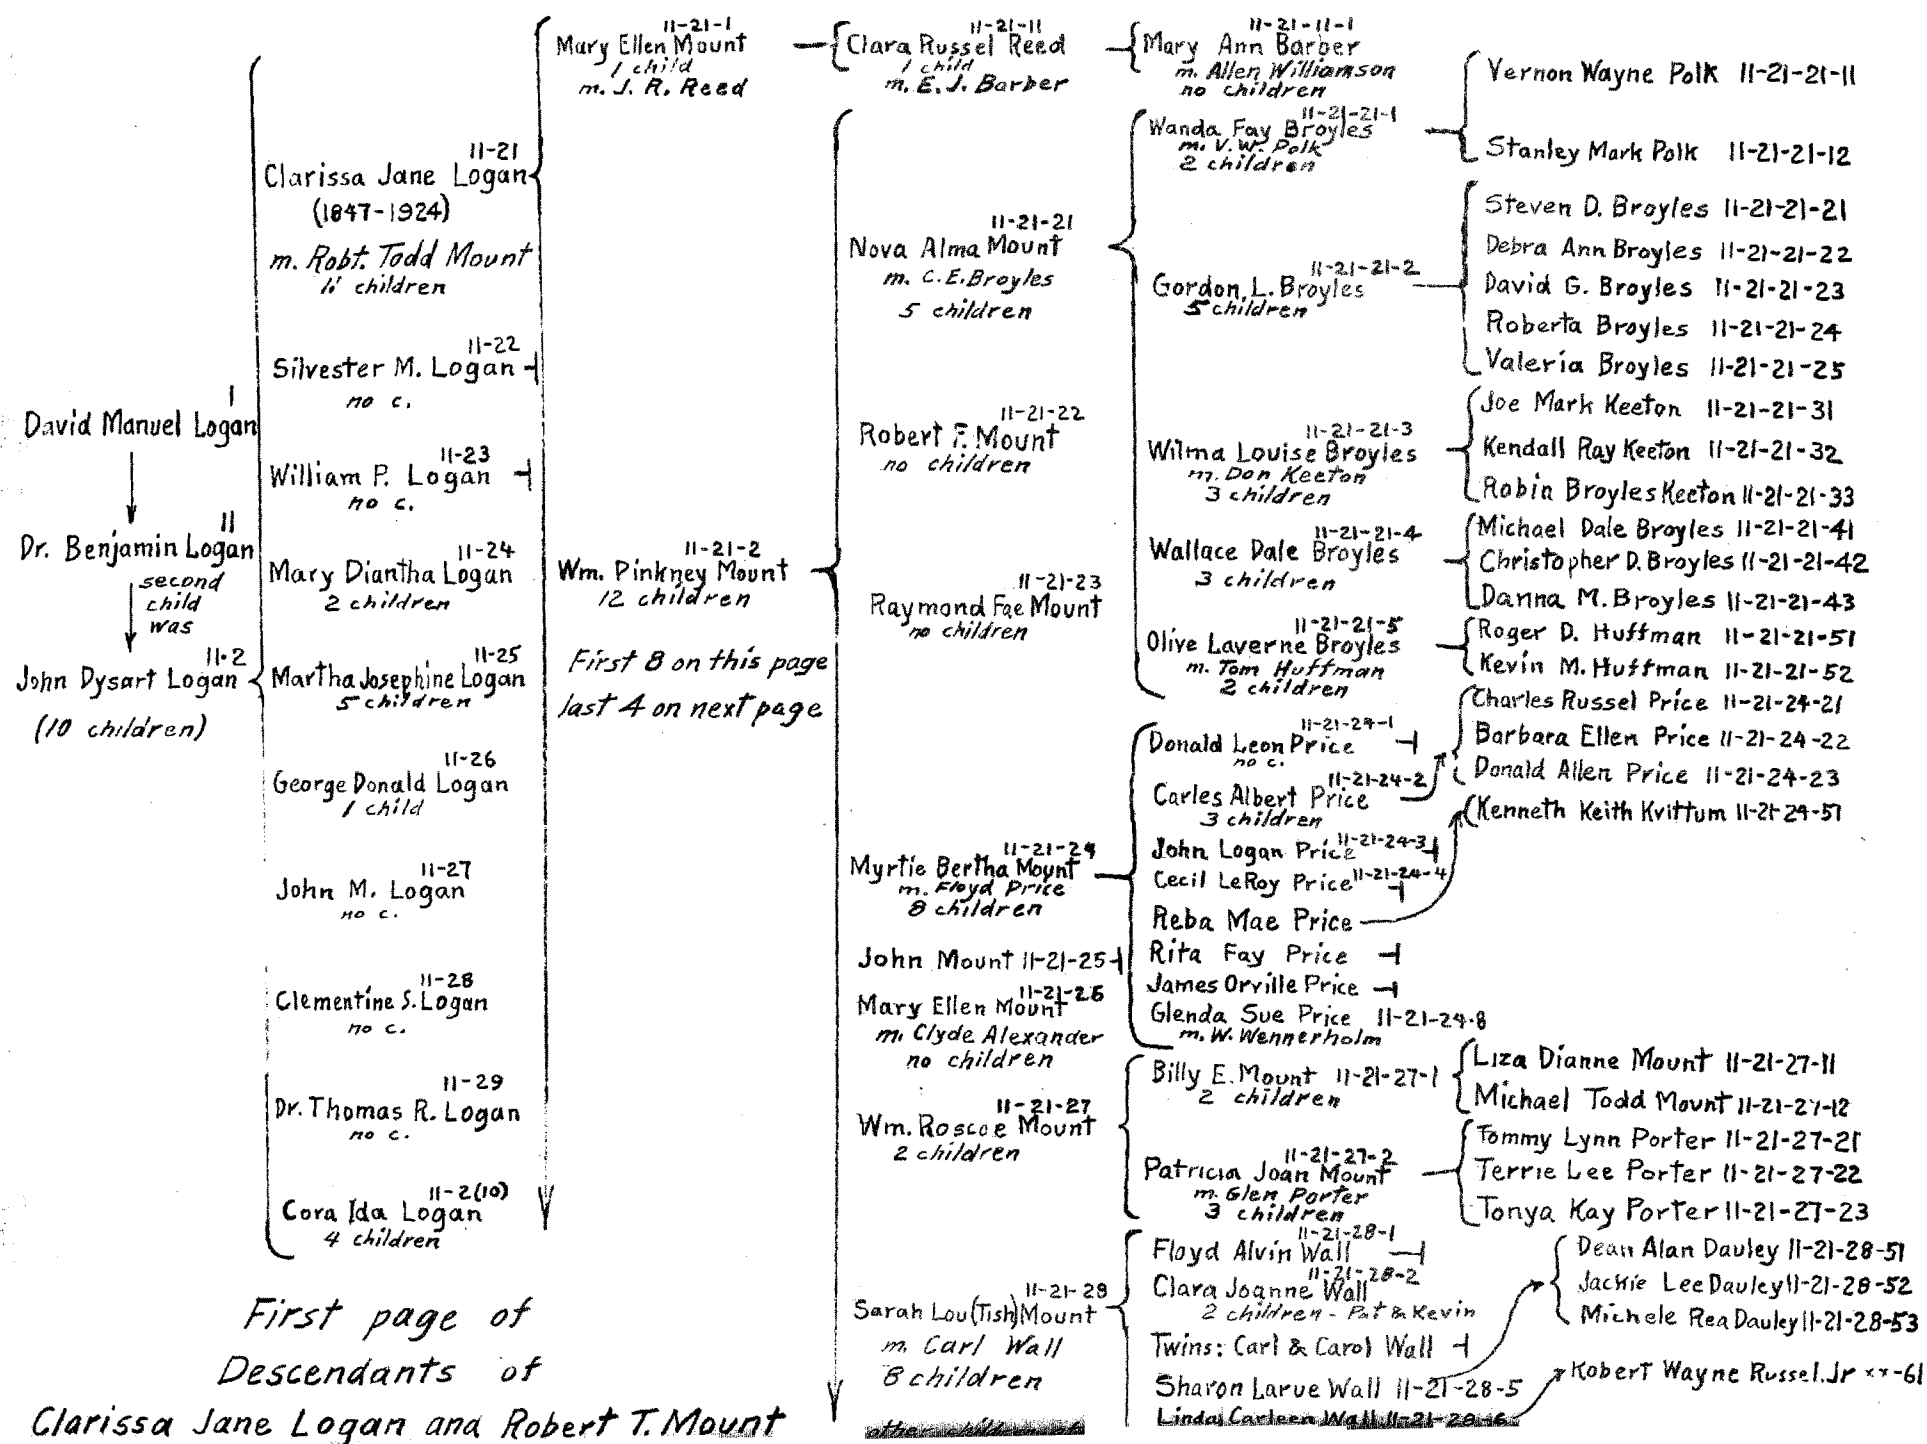 David Manuel Logan 1
Dr. Benjamin Logan 11
second
child
was
John Dysart Logan 11-2
(10 children)
11-21
Clarissa Jane Logan
(1847-1924)
m. Robt. Todd Mount
11 children
11-22
Silvester M. Logan
no c.
11-23
William P. Logan
no c.
11-24
Mary Diantha Logan
2 children
11-25
Martha Josephine Logan
5 children
11-26
George Donald Logan
1 child
11-27
John M. Logan
no c.
11-28
Clementine S. Logan
no c.
11-29
Dr. Thomas R. Logan
no c.
11-2(10)
Cora Ida Logan
4 children
First page of
Descendants of
Clarissa Jane Logan and Robert T. Mount
11-21-1
Mary Ellen Mount
1 child
m. J. R. Reed
11-21-2
Wm. Pinkney Mount
12 children
First 8 on this page
last 4 on next page
11-21-11
Clara Russel Reed
1 child
m. E. J. Barber
11-21-21
Nova Alma Mount
m. C. E. Broyles
5 children
11-21-22
Robert F. Mount
no children
11-21-23
Raymond Fae Mount
no children
11-21-24
Myrtie Bertha Mount
m. Floyd Price
8 children
John Mount 11-21-25
11-21-26
Mary Ellen Mount
m. Clyde Alexander
no children
11-21-27
Wm. Roscoe Mount
2 children
11-21-28
Sarah Lou (Tish) Mount
m. Carl Wall
8 children
other children on
11-21-11-1
Mary Ann Barber
m. Allen Williamson
no children
11-21-21-1
Wanda Fay Broyles
m. V. W. Polk
2 children
11-21-21-2
Gordon L. Broyles
5 children
11-21-21-3
Wilma Louise Broyles
m. Don Keeton
3 children
11-21-21-4
Wallace Dale Broyles
3 children
11-21-21-5
Olive Laverne Broyles
m. Tom Huffman
2 children
11-21-24-1
Donald Leon Price
no c.
11-21-24-2
Carles Albert Price
3 children
John Logan Price 11-21-24-3
Cecil LeRoy Price 11-21-24-4
Reba Mae Price
Rita Fay Price
James Orville Price
Glenda Sue Price 11-21-24-8
m. W. Wennerholm
Billy E. Mount 11-21-27-1
2 children
11-21-27-2
Patricia Joan Mount
m. Glen Porter
3 children
11-21-28-1
Floyd Alvin Wall
11-21-28-2
Clara Joanne Wall
2 children - Pat & Kevin
Twins: Carl & Carol Wall
Sharon Larue Wall 11-21-28-5
Linda Carleen Wall 11-21-28-6
Vernon Wayne Polk 11-21-21-11
Stanley Mark Polk 11-21-21-12
Steven D. Broyles 11-21-21-21
Debra Ann Broyles 11-21-21-22
David G. Broyles 11-21-21-23
Roberta Broyles 11-21-21-24
Valeria Broyles 11-21-21-25
Joe Mark Keeton 11-21-21-31
Kendall Ray Keeton 11-21-21-32
Robin Broyles Keeton 11-21-21-33
Michael Dale Broyles 11-21-21-41
Christopher D. Broyles 11-21-21-42
Danna M. Broyles 11-21-21-43
Roger D. Huffman 11-21-21-51
Kevin M. Huffman 11-21-21-52
Charles Russel Price 11-21-24-21
Barbara Ellen Price 11-21-24-22
Donald Allen Price 11-21-24-23
Kenneth Keith Kvittum 11-21-24-51
Liza Dianne Mount 11-21-27-11
Michael Todd Mount 11-21-27-12
Tommy Lynn Porter 11-21-27-21
Terrie Lee Porter 11-21-27-22
Tonya Kay Porter 11-21-27-23
Dean Alan Dauley 11-21-28-51
Jackie Lee Dauley 11-21-28-52
Michele Rea Dauley 11-21-28-53
Robert Wayne Russel.Jr xx-61